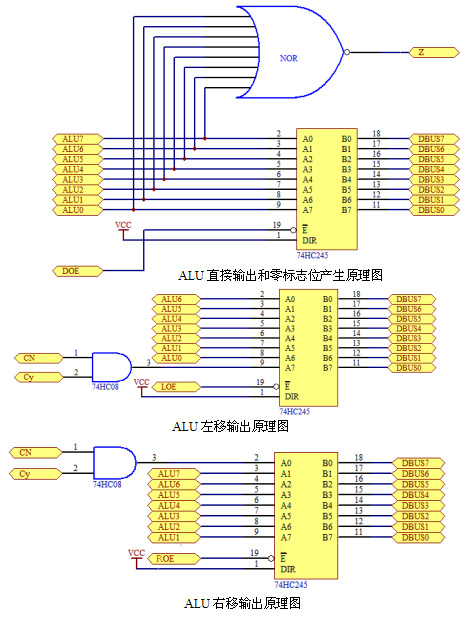 NOR
Z
ALU7 2 A0 B0 18 DBUS7
ALU6 3 A1 B1 17 DBUS6
ALU5 4 A2 B2 16 DBUS5
ALU4 5 A3 B3 15 DBUS4
ALU3 6 A4 B4 14 DBUS3
ALU2 7 A5 B5 13 DBUS2
ALU1 8 A6 B6 12 DBUS1
ALU0 9 A7 B7 11 DBUS0
VCC 19 E
1 DIR
74HC245
DOE
ALU直接输出和零标志位产生原理图
ALU6 2 A0 B0 18 DBUS7
ALU5 3 A1 B1 17 DBUS6
ALU4 4 A2 B2 16 DBUS5
ALU3 5 A3 B3 15 DBUS4
ALU2 6 A4 B4 14 DBUS3
ALU1 7 A5 B5 13 DBUS2
CN 1 ALU0 8 A6 B6 12 DBUS1
Cy 2 3 9 A7 B7 11 DBUS0
74HC08 VCC LOE 19 E
1 DIR
74HC245
ALU左移输出原理图
CN 1 3 2 A0 B0 18 DBUS7
Cy 2 ALU7 3 A1 B1 17 DBUS6
74HC08 ALU6 4 A2 B2 16 DBUS5
ALU5 5 A3 B3 15 DBUS4
ALU4 6 A4 B4 14 DBUS3
ALU3 7 A5 B5 13 DBUS2
ALU2 8 A6 B6 12 DBUS1
ALU1 9 A7 B7 11 DBUS0
VCC ROE 19 E
1 DIR
74HC245
ALU右移输出原理图